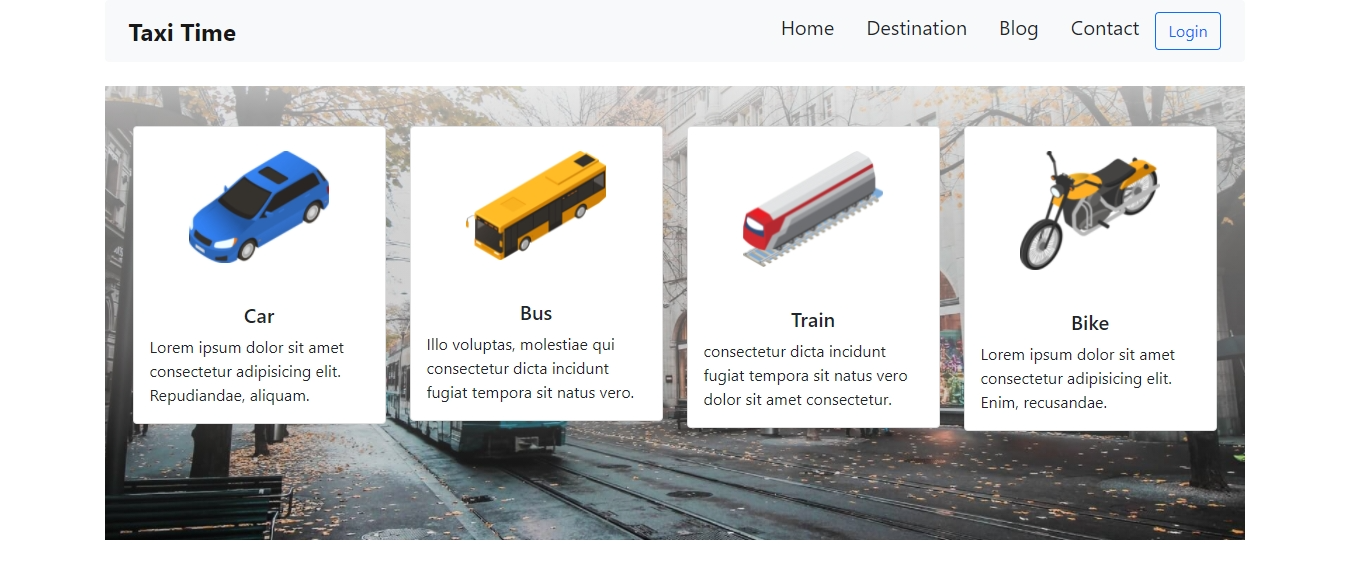 Taxi Time
Home Destination Blog Contact Login
Car
Lorem ipsum dolor sit amet
consectetur adipisicing elit.
Repudiandae, aliquam.
Bus
Illo voluptas, molestiae qui
consectetur dicta incidunt
fugiat tempora sit natus vero.
Train
consectetur dicta incidunt
fugiat tempora sit natus vero
dolor sit amet consectetur.
Bike
Lorem ipsum dolor sit amet
consectetur adipisicing elit.
Enim, recusandae.